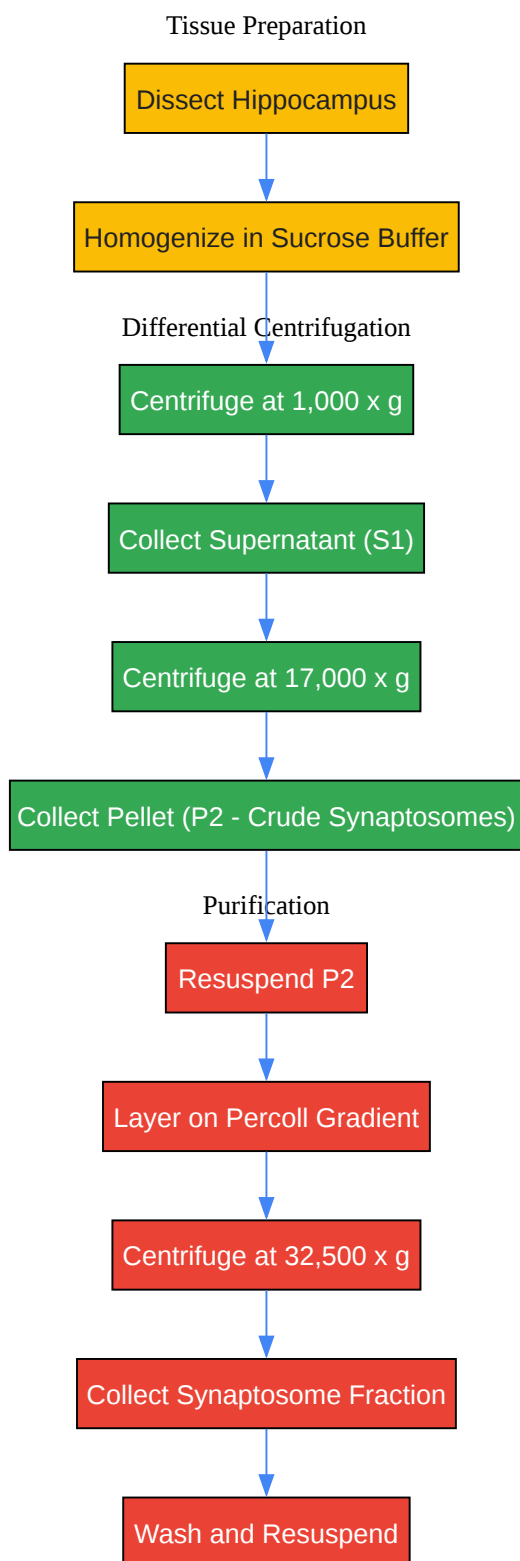 Tissue Preparation
Dissect Hippocampus
Homogenize in Sucrose Buffer
Differential Centrifugation
Centrifuge at 1,000 x g
Collect Supernatant (S1)
Centrifuge at 17,000 x g
Collect Pellet (P2 - Crude Synaptosomes)
Purification
Resuspend P2
Layer on Percoll Gradient
Centrifuge at 32,500 x g
Collect Synaptosome Fraction
Wash and Resuspend